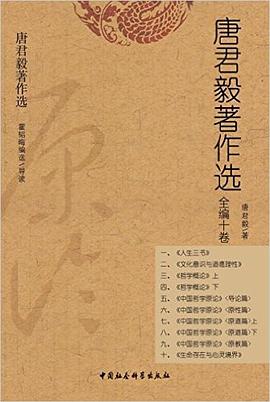 唐君毅著作选
全编十卷
唐君毅/著
唐君毅著作选
霍韬晦编选/导读
一、《人生三书》
二、《文化意识与道德理性》
三、《哲学概论》上
四、《哲学概论》下
五、《中国哲学原论》〈导论篇〉
六、《中国哲学原论》〈原性篇〉
七、《中国哲学原论》〈原道篇〉上
八、《中国哲学原论》〈原道篇〉下
九、《中国哲学原论》〈原教篇〉
十、《生命存在与心灵境界》
中国社会科学出版社